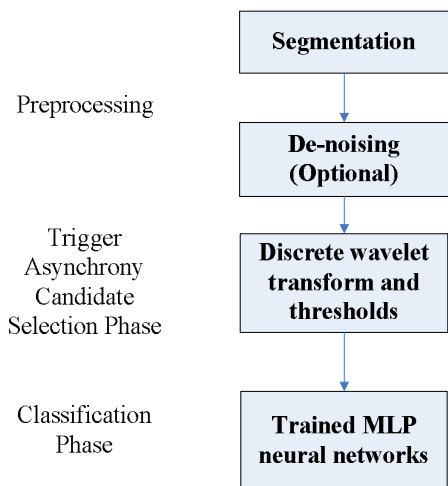 Segmentation
Preprocessing
De-noising
(Optional)
Trigger
Asynchrony
Candidate
Selection Phase
Discrete wavelet
transform and
thresholds
Classification
Phase
Trained MLP
neural networks